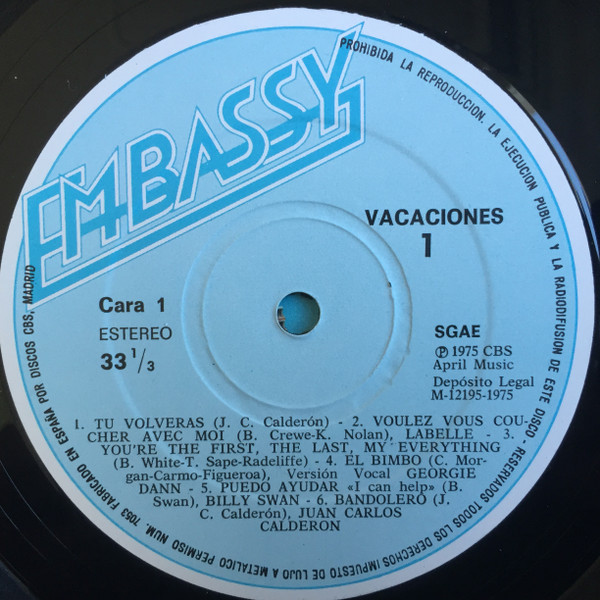 EMBASSY
PROHIBIDA LA REPRODUCCION, LA EJECUCION PUBLICA Y LA RADIODIFUSION DE ESTE DISCO - RESERVADOS TODOS LOS DERECHOS IMPUESTO DE LUJO A METALICO PERMISO NUM. 7053 FABRICADO EN ESPAÑA POR DISCOS CBS, MADRID
VACACIONES
1
Cara 1
ESTEREO
33 1/3
SGAE
Ⓟ 1975 CBS
April Music
Depósito Legal
M-12195-1975
1. TU VOLVERAS (J. C. Calderón) - 2. VOULEZ VOUS COU-
CHER AVEC MOI (B. Crewe-K. Nolan), LABELLE - 3.
YOU'RE THE FIRST, THE LAST, MY EVERYTHING
(B. White-T. Sape-Radeliffe) - 4. EL BIMBO (C. Mor-
gan-Carmo-Figueroa), Versión Vocal GEORGIE
DANN - 5. PUEDO AYUDAR «I can help» (B.
Swan), BILLY SWAN - 6. BANDOLERO (J.
C. Calderón), JUAN CARLOS
CALDERON